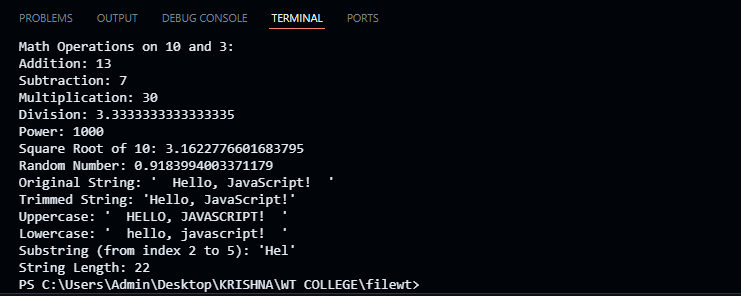 PROBLEMS OUTPUT DEBUG CONSOLE TERMINAL PORTS
Math Operations on 10 and 3:
Addition: 13
Subtraction: 7
Multiplication: 30
Division: 3.3333333333333335
Power: 1000
Square Root of 10: 3.1622776601683795
Random Number: 0.9183994003371179
Original String: '  Hello, JavaScript!  '
Trimmed String: 'Hello, JavaScript!'
Uppercase: '  HELLO, JAVASCRIPT!  '
Lowercase: '  hello, javascript!  '
Substring (from index 2 to 5): 'Hel'
String Length: 22
PS C:\Users\Admin\Desktop\KRISHNA\WT COLLEGE\filewt>